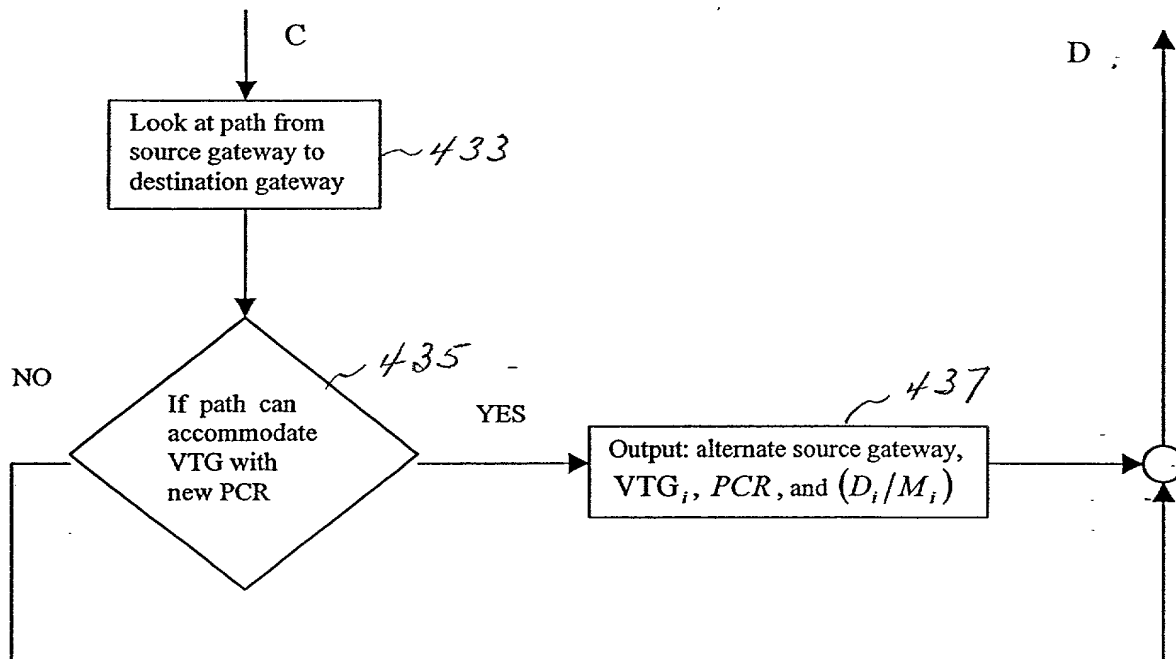 C
D
Look at path from
source gateway to
destination gateway
433
435
NO
If path can
accommodate
VTG with
new PCR
YES
437
Output: alternate source gateway,
VTG_i, PCR, and (D_i/M_i)